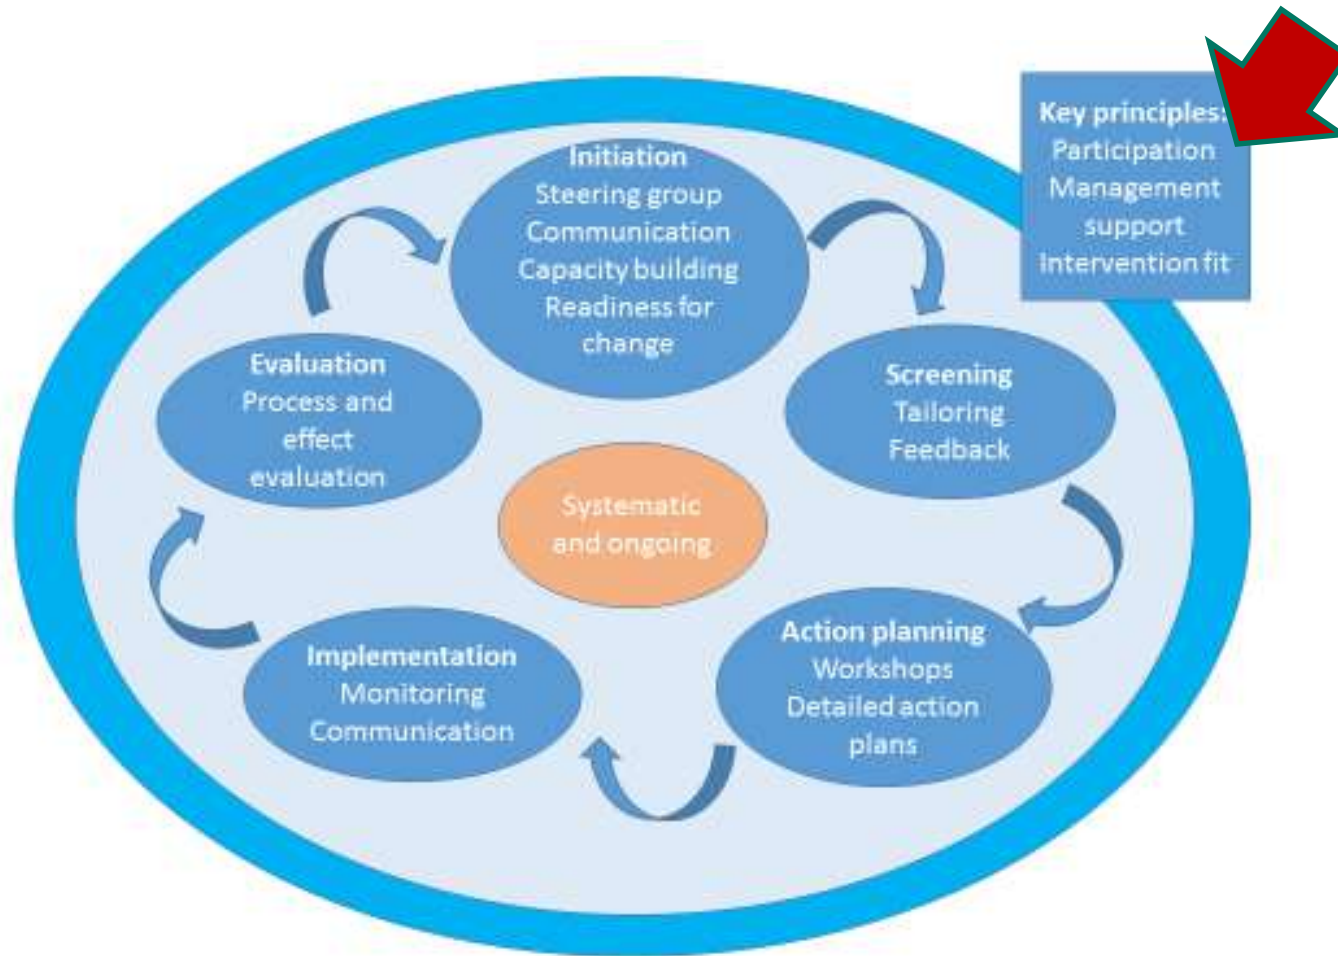 Key principles:
Participation
Management
support
Intervention fit
Initiation
Steering group
Communication
Capacity building
Readiness for
change
Screening
Tailoring
Feedback
Action planning
Workshops
Detailed action
plans
Implementation
Monitoring
Communication
Evaluation
Process and
effect
evaluation
Systematic
and ongoing